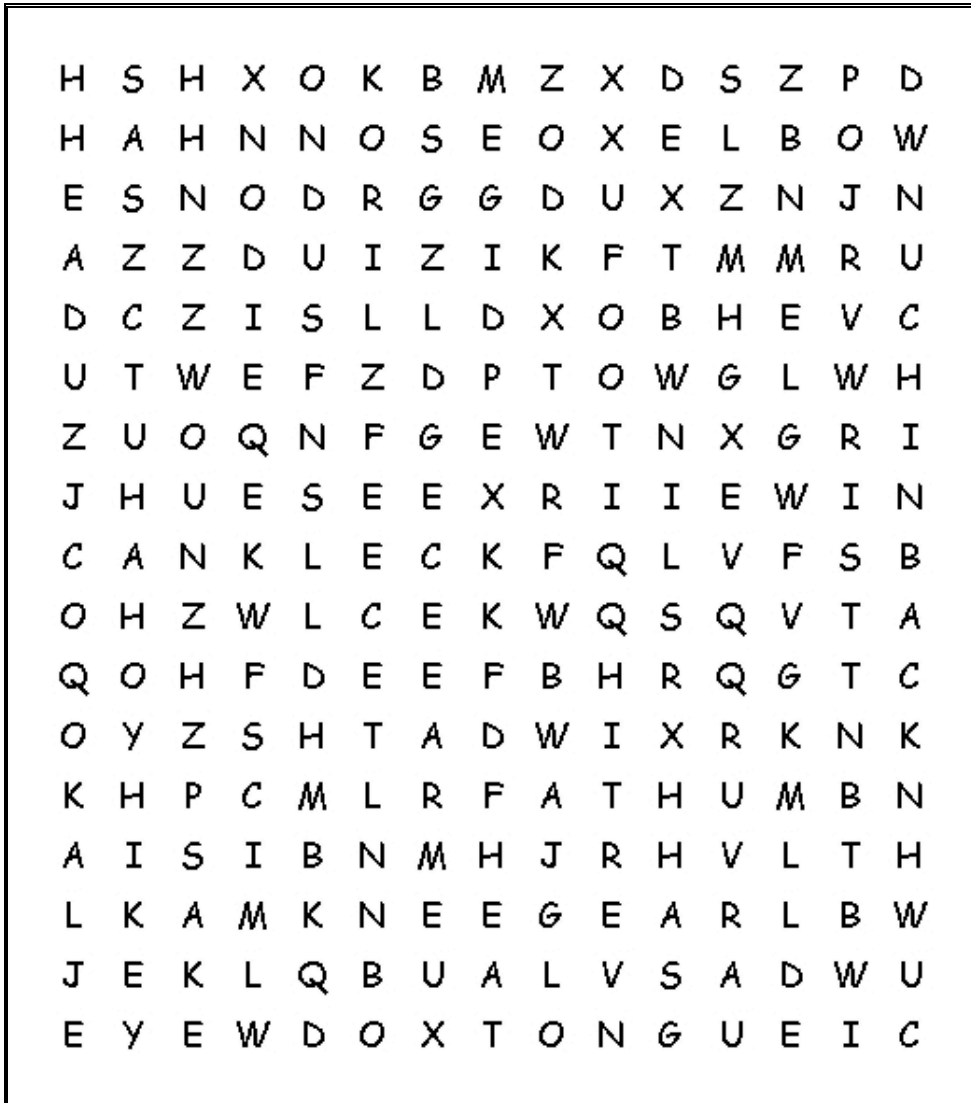 H S H X O K B M Z X D S Z P D
H A H N N O S E O X E L B O W
E S N O D R G G D U X Z N J N
A Z Z D U I Z I K F T M M R U
D C Z I S L L D X O B H E V C
U T W E F Z D P T O W G L W H
Z U O Q N F G E W T N X G R I
J H U E S E E X R I I E W I N
C A N K L E C K F Q L V F S B
O H Z W L C E K W Q S Q V T A
Q O H F D E E F B H R Q G T C
O Y Z S H T A D W I X R K N K
K H P C M L R F A T H U M B N
A I S I B N M H J R H V L T H
L K A M K N E E G E A R L B W
J E K L Q B U A L V S A D W U
E Y E W D O X T O N G U E I C